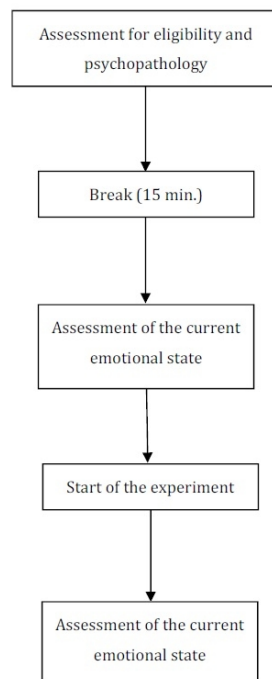 Assessment for eligibility and
psychopathology
Break (15 min.)
Assessment of the current
emotional state
Start of the experiment
Assessment of the current
emotional state